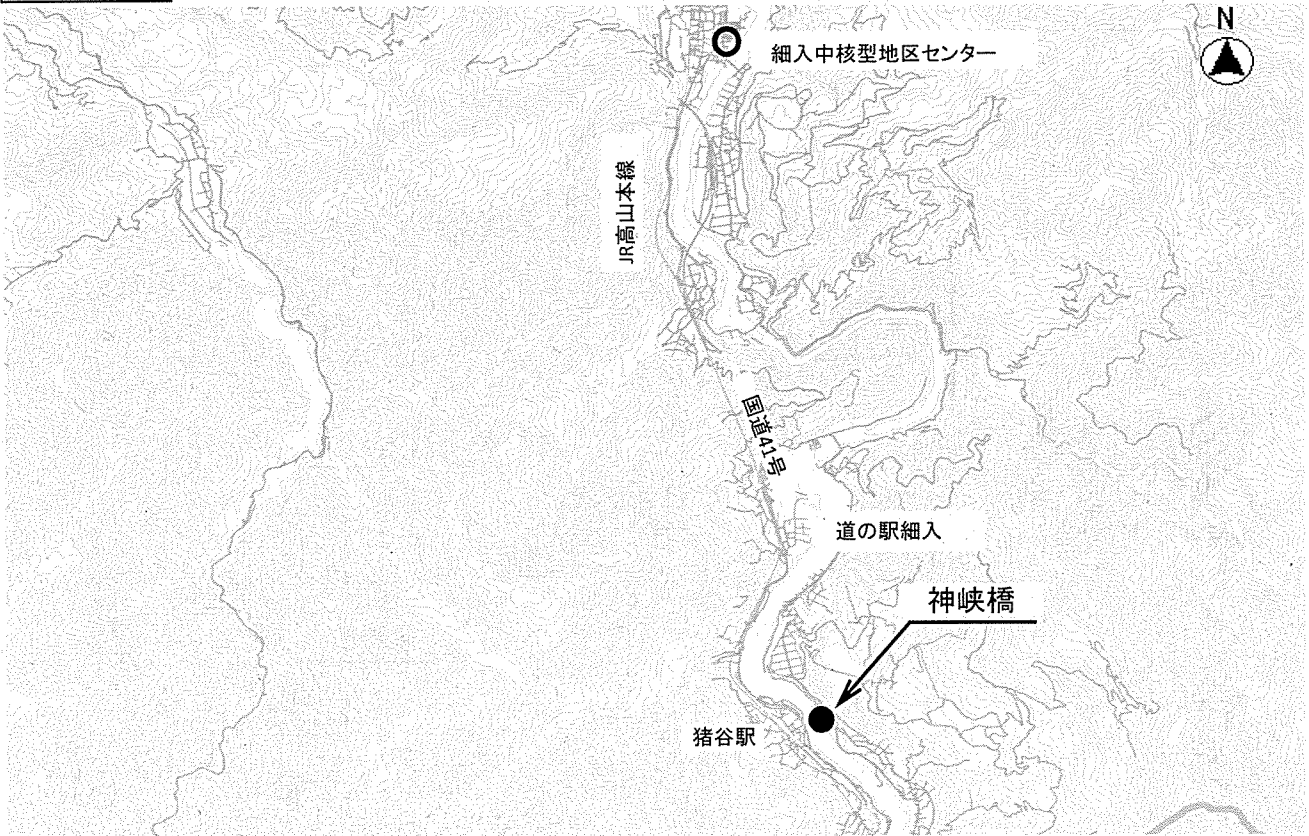 N
細入中核型地区センター
JR高山本線
国道41号
道の駅細入
神峡橋
猪谷駅